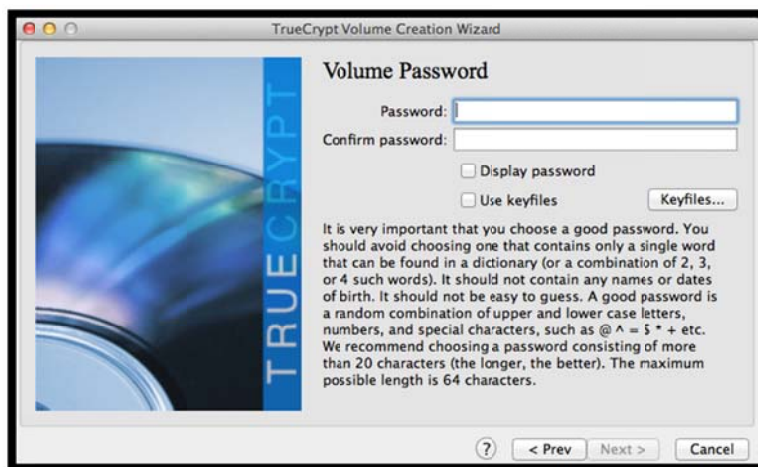 TrueCrypt Volume Creation Wizard
TRUECRYPT
Volume Password
Password:
Confirm password:
Display password
Use keyfiles
Keyfiles...
It is very important that you choose a good password. You
should avoid choosing one that contains only a single word
that can be found in a dictionary (or a combination of 2, 3,
or 4 such words). It should not contain any names or dates
of birth. It should not be easy to guess. A good password is
a random combination of upper and lower case letters,
numbers, and special characters, such as @ ^ = $ * + etc.
We recommend choosing a password consisting of more
than 20 characters (the longer, the better). The maximum
possible length is 64 characters.
?
< Prev
Next >
Cancel